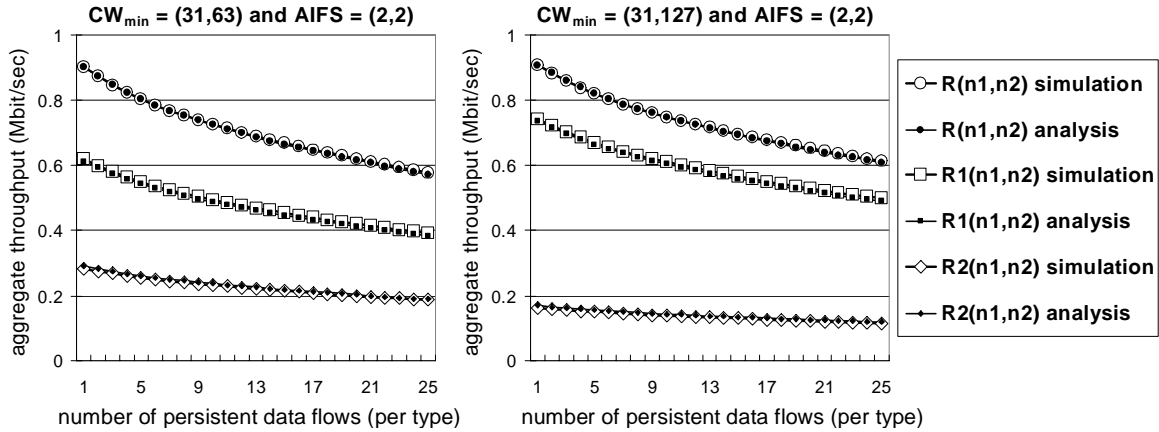 CWmin = (31,63) and AIFS = (2,2)
aggregate throughput (Mbit/sec)
1
0.8
0.6
0.4
0.2
0
1 5 9 13 17 21 25
number of persistent data flows (per type)
CWmin = (31,127) and AIFS = (2,2)
aggregate throughput (Mbit/sec)
1
0.8
0.6
0.4
0.2
0
1 5 9 13 17 21 25
number of persistent data flows (per type)
R(n1,n2) simulation
R(n1,n2) analysis
R1(n1,n2) simulation
R1(n1,n2) analysis
R2(n1,n2) simulation
R2(n1,n2) analysis